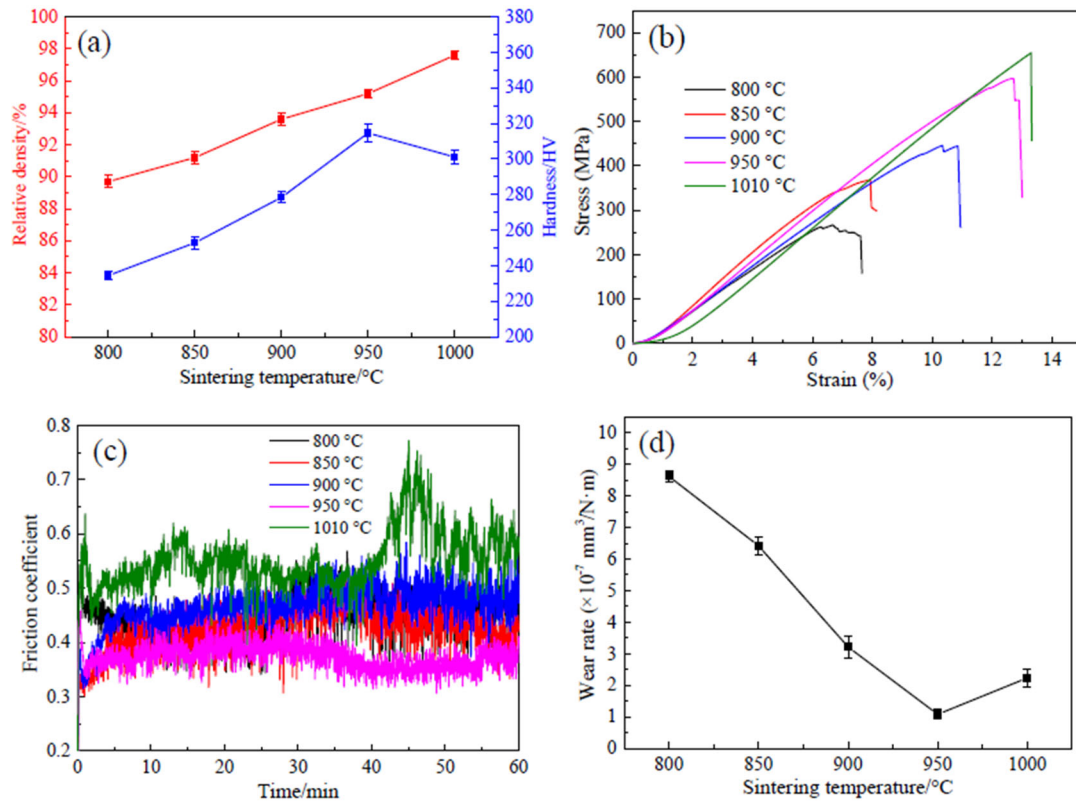 (a)
Relative density/%
100
98
96
94
92
90
88
86
84
82
80
380
360
340
320
300
280
260
240
220
200
Hardness/HV
800 850 900 950 1000
Sintering temperature/°C
(b)
Stress (MPa)
700
600
500
400
300
200
100
0
800 °C
850 °C
900 °C
950 °C
1010 °C
0 2 4 6 8 10 12 14
Strain (%)
(c)
Friction coefficient
0.8
0.7
0.6
0.5
0.4
0.3
0.2
800 °C
850 °C
900 °C
950 °C
1010 °C
0 10 20 30 40 50 60
Time/min
(d)
Wear rate (×10⁻⁷ mm³/N·m)
10
9
8
7
6
5
4
3
2
1
0
800 850 900 950 1000
Sintering temperature/°C